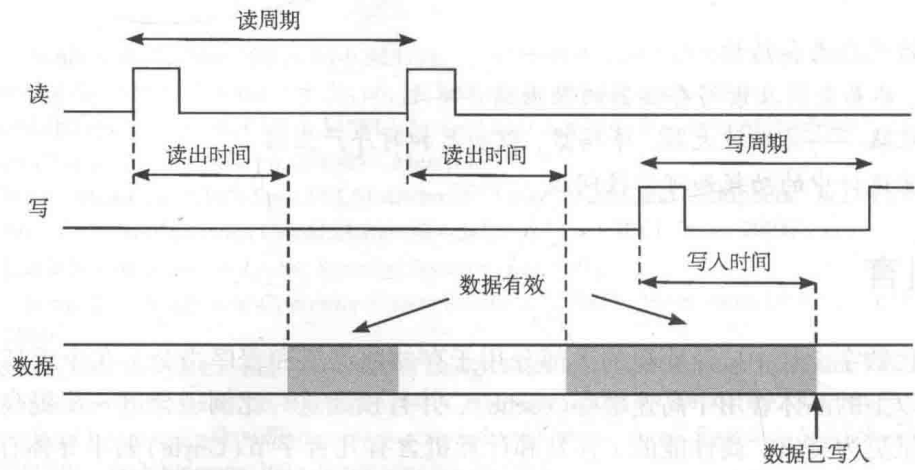 读周期
读
读出时间
读出时间
写周期
写
写入时间
数据有效
数据
数据已写入